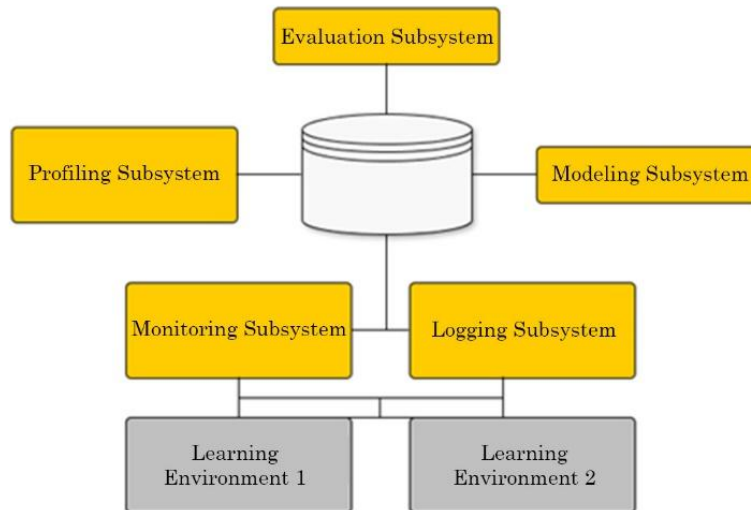 Evaluation Subsystem
Profiling Subsystem
Modeling Subsystem
Monitoring Subsystem
Logging Subsystem
Learning
Environment 1
Learning
Environment 2